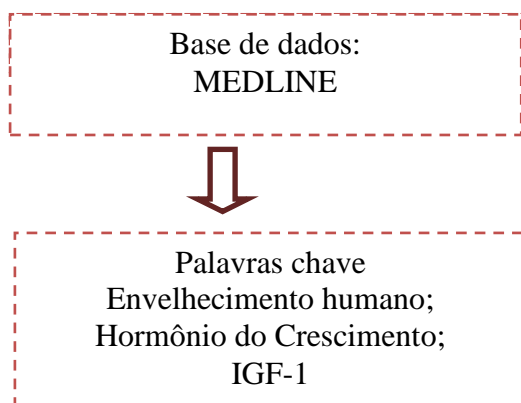 Base de dados:
MEDLINE
Palavras chave
Envelhecimento humano;
Hormônio do Crescimento;
IGF-1